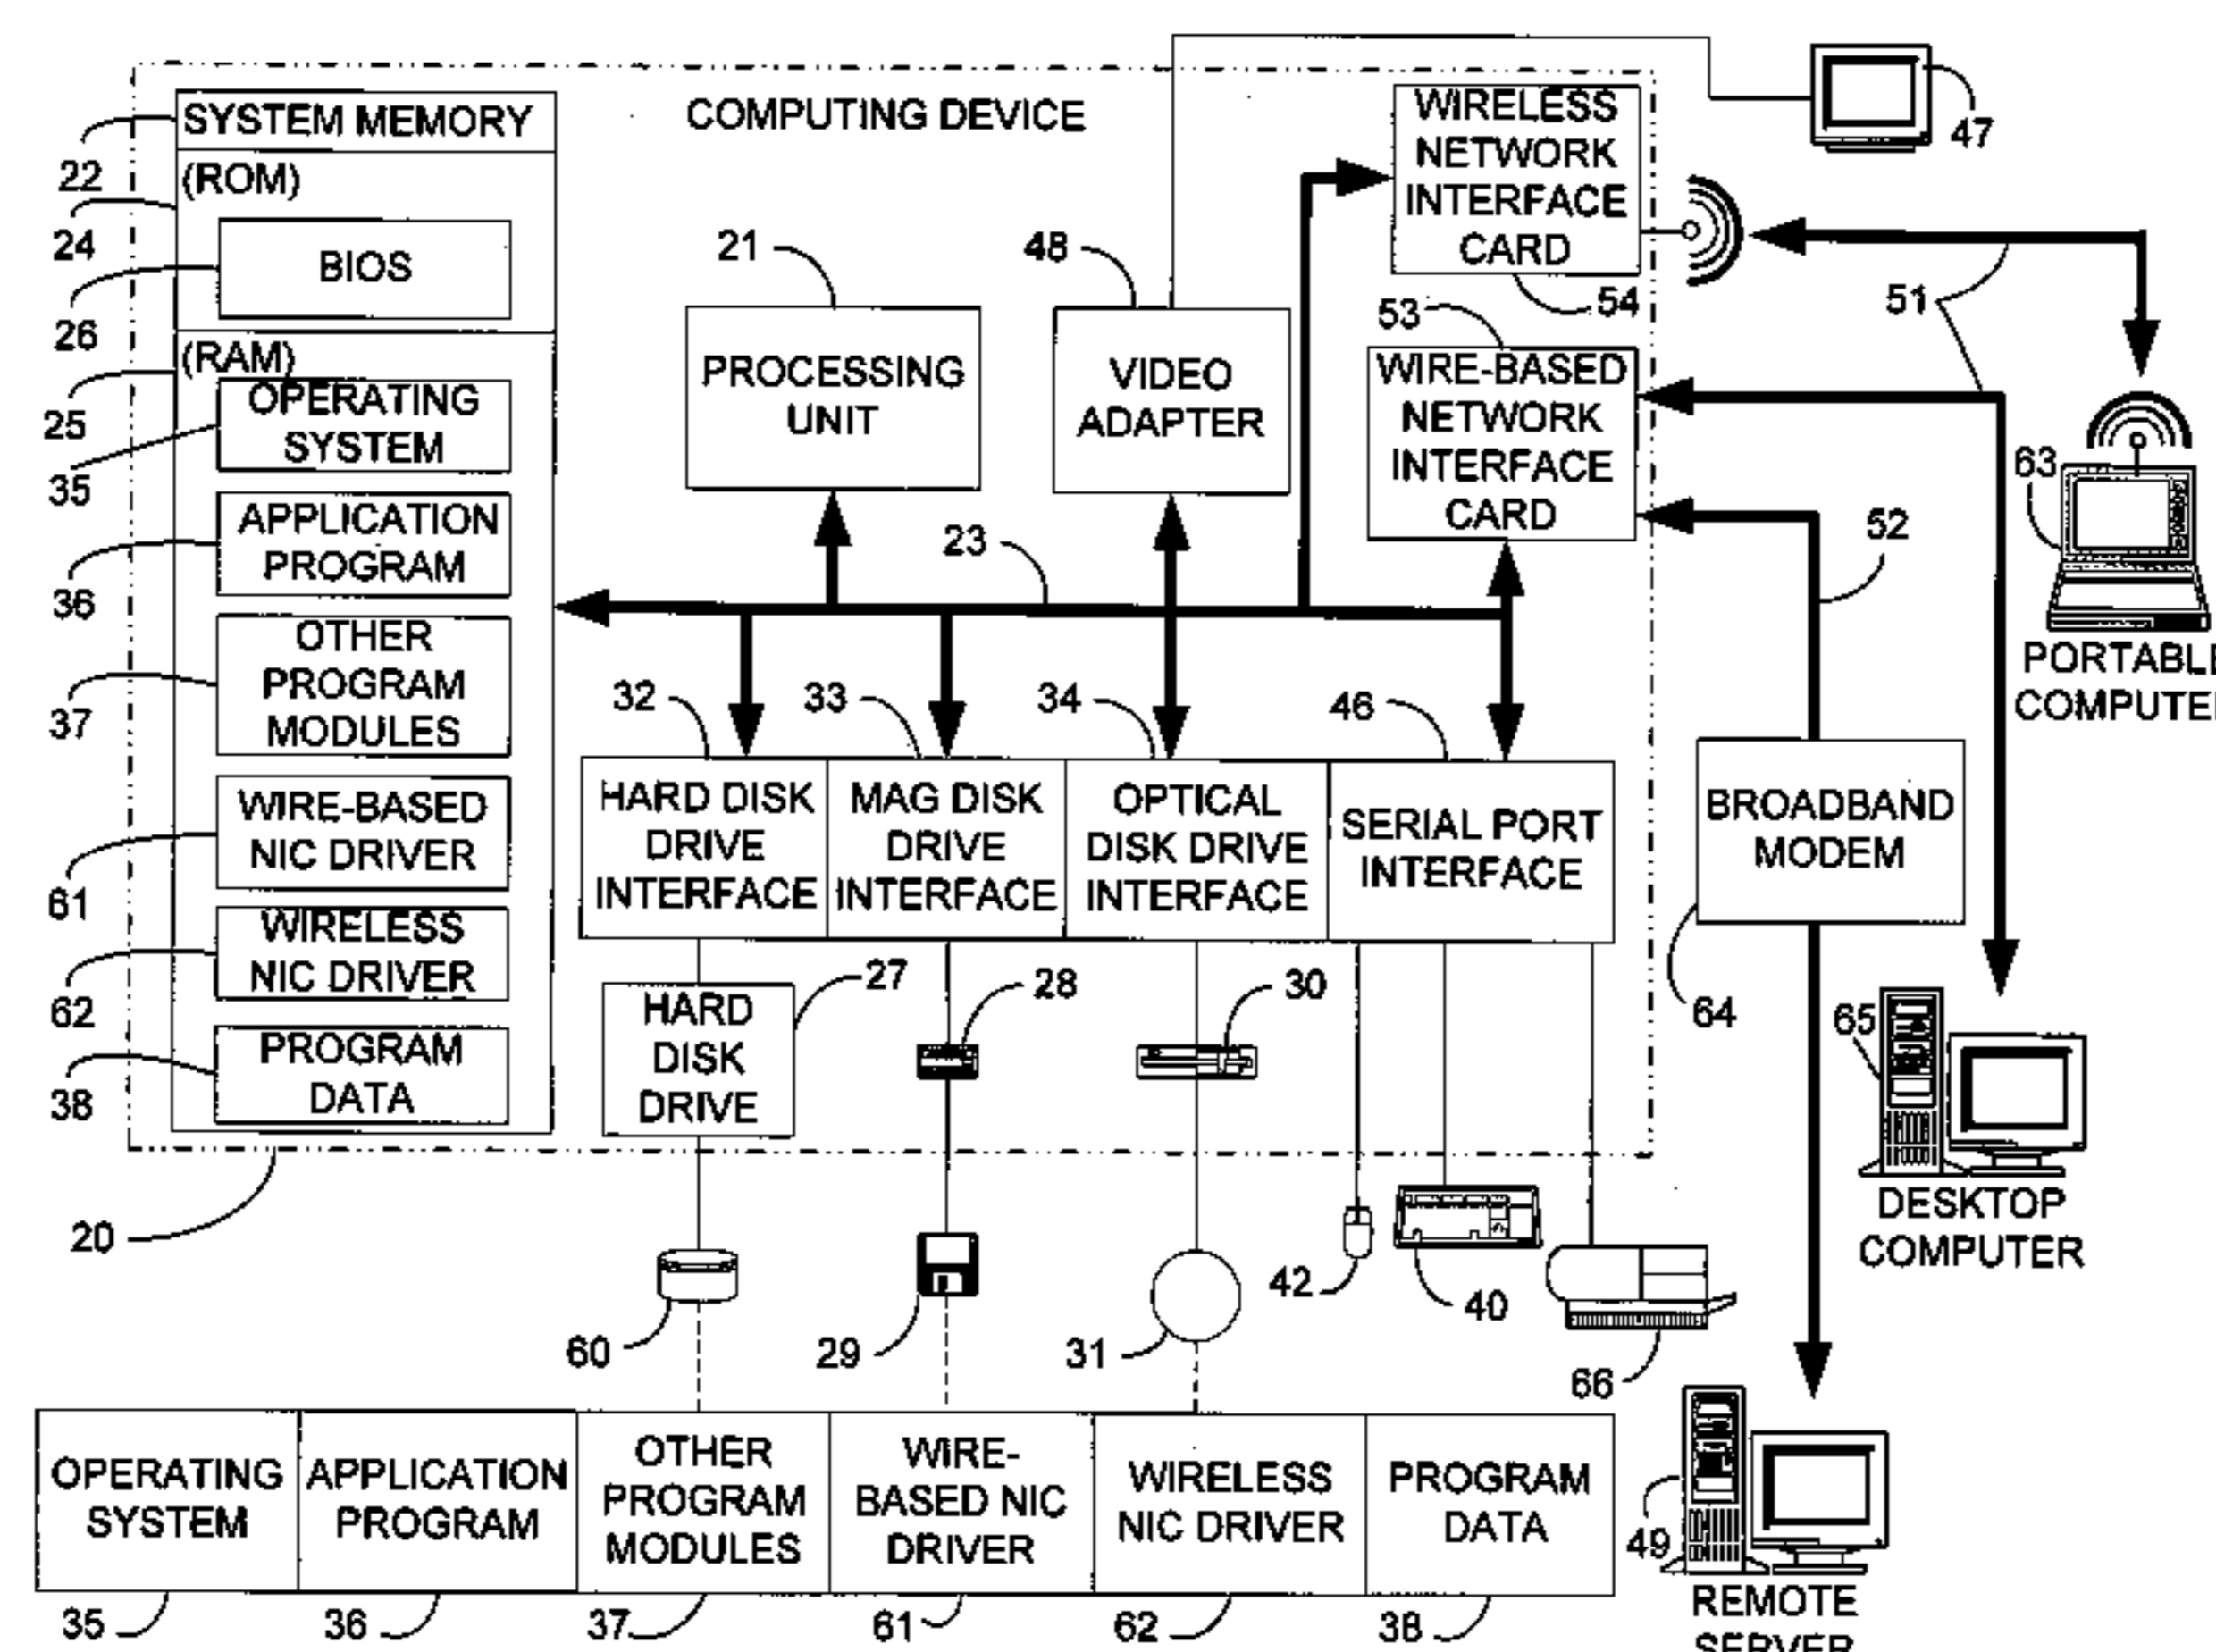 COMPUTING DEVICE
SYSTEM MEMORY
22
(ROM)
24
BIOS
26
(RAM)
25
OPERATING
SYSTEM
35
APPLICATION
PROGRAM
36
OTHER
PROGRAM
MODULES
37
WIRE-BASED
NIC DRIVER
61
WIRELESS
NIC DRIVER
62
PROGRAM
DATA
38
20
21
PROCESSING
UNIT
48
VIDEO
ADAPTER
23
WIRELESS
NETWORK
INTERFACE
CARD
54
53
WIRE-BASED
NETWORK
INTERFACE
CARD
47
51
52
63
PORTABLE
COMPUTER
32
33
34
46
HARD DISK
DRIVE
INTERFACE
MAG DISK
DRIVE
INTERFACE
OPTICAL
DISK DRIVE
INTERFACE
SERIAL PORT
INTERFACE
BROADBAND
MODEM
64
HARD
DISK
DRIVE
27
28
30
65
DESKTOP
COMPUTER
60
29
31
42
40
66
OPERATING
SYSTEM
35
APPLICATION
PROGRAM
36
OTHER
PROGRAM
MODULES
37
WIRE-
BASED NIC
DRIVER
61
WIRELESS
NIC DRIVER
62
PROGRAM
DATA
38
49
REMOTE
SERVER